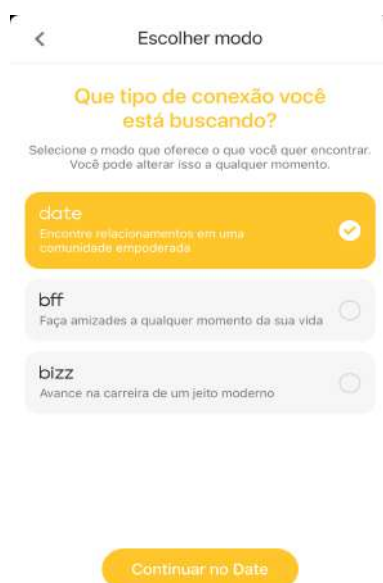 Escolher modo
Que tipo de conexão você
está buscando?
Selecione o modo que oferece o que você quer encontrar.
Você pode alterar isso a qualquer momento.
date
Encontre relacionamentos em uma
comunidade empoderada
bff
Faça amizades a qualquer momento da sua vida
bizz
Avance na carreira de um jeito moderno
Continuar no Date